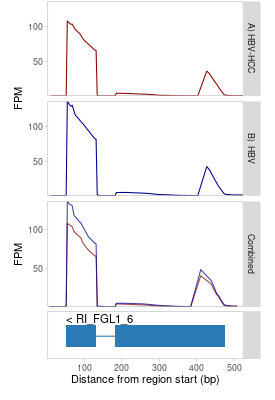 100
50
A) HBV-HCC
FPM
100
50
B) HBV
100
50
Combined
FPM
< RI_FGL1_6
100 200 300 400 500
Distance from region start (bp)